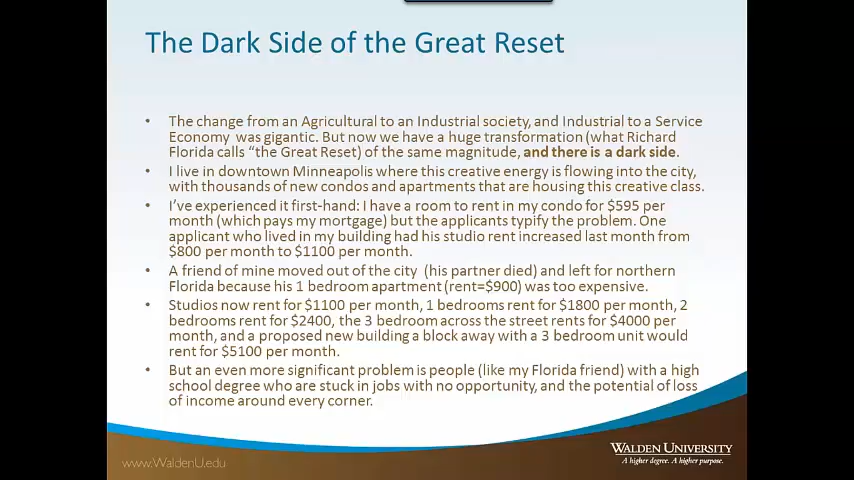 The Dark Side of the Great Reset
• The change from an Agricultural to an Industrial society, and Industrial to a Service
Economy was gigantic. But now we have a huge transformation (what Richard
Florida calls "the Great Reset) of the same magnitude, and there is a dark side.
• I live in downtown Minneapolis where this creative energy is flowing into the city,
with thousands of new condos and apartments that are housing this creative class.
• I've experienced it first-hand: I have a room to rent in my condo for $595 per
month (which pays my mortgage) but the applicants typify the problem. One
applicant who lived in my building had his studio rent increased last month from
$800 per month to $1100 per month.
• A friend of mine moved out of the city (his partner died) and left for northern
Florida because his 1 bedroom apartment (rent=$900) was too expensive.
• Studios now rent for $1100 per month, 1 bedrooms rent for $1800 per month, 2
bedrooms rent for $2400, the 3 bedroom across the street rents for $4000 per
month, and a proposed new building a block away with a 3 bedroom unit would
rent for $5100 per month.
• But an even more significant problem is people (like my Florida friend) with a high
school degree who are stuck in jobs with no opportunity, and the potential of loss
of income around every corner.
www.WaldenU.edu
WALDEN UNIVERSITY
A higher degree. A higher purpose.